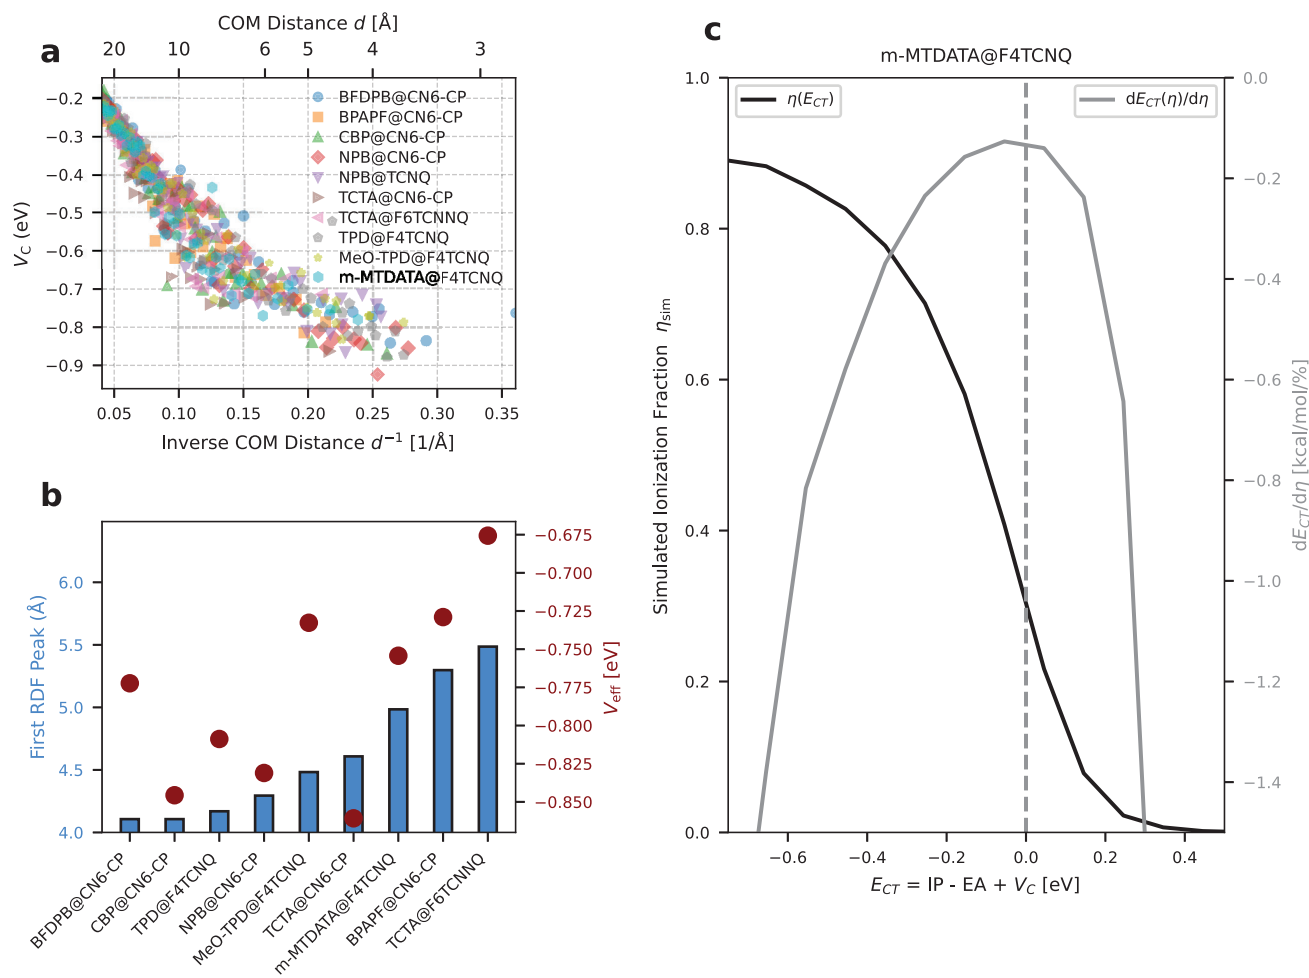 a
COM Distance d [Å]
20 10 6 5 4 3
−0.2
−0.3
−0.4
−0.5
−0.6
−0.7
−0.8
−0.9
V_C (eV)
BFDPB@CN6-CP
BPAPF@CN6-CP
CBP@CN6-CP
NPB@CN6-CP
NPB@TCNQ
TCTA@CN6-CP
TCTA@F6TCNNQ
TPD@F4TCNQ
MeO-TPD@F4TCNQ
m-MTDATA@F4TCNQ
0.05 0.10 0.15 0.20 0.25 0.30 0.35
Inverse COM Distance d⁻¹ [1/Å]
b
6.0
5.5
5.0
4.5
4.0
First RDF Peak (Å)
−0.675
−0.700
−0.725
−0.750
−0.775
−0.800
−0.825
−0.850
V_eff [eV]
BFDPB@CN6-CP
CBP@CN6-CP
TPD@F4TCNQ
NPB@CN6-CP
MeO-TPD@F4TCNQ
TCTA@CN6-CP
m-MTDATA@F4TCNQ
BPAPF@CN6-CP
TCTA@F6TCNNQ
c
m-MTDATA@F4TCNQ
η(E_CT)
dE_CT(η)/dη
1.0
0.8
0.6
0.4
0.2
0.0
Simulated Ionization Fraction η_sim
0.0
−0.2
−0.4
−0.6
−0.8
−1.0
−1.2
−1.4
dE_CT/dη [kcal/mol/%]
−0.6 −0.4 −0.2 0.0 0.2 0.4
E_CT = IP - EA + V_C [eV]